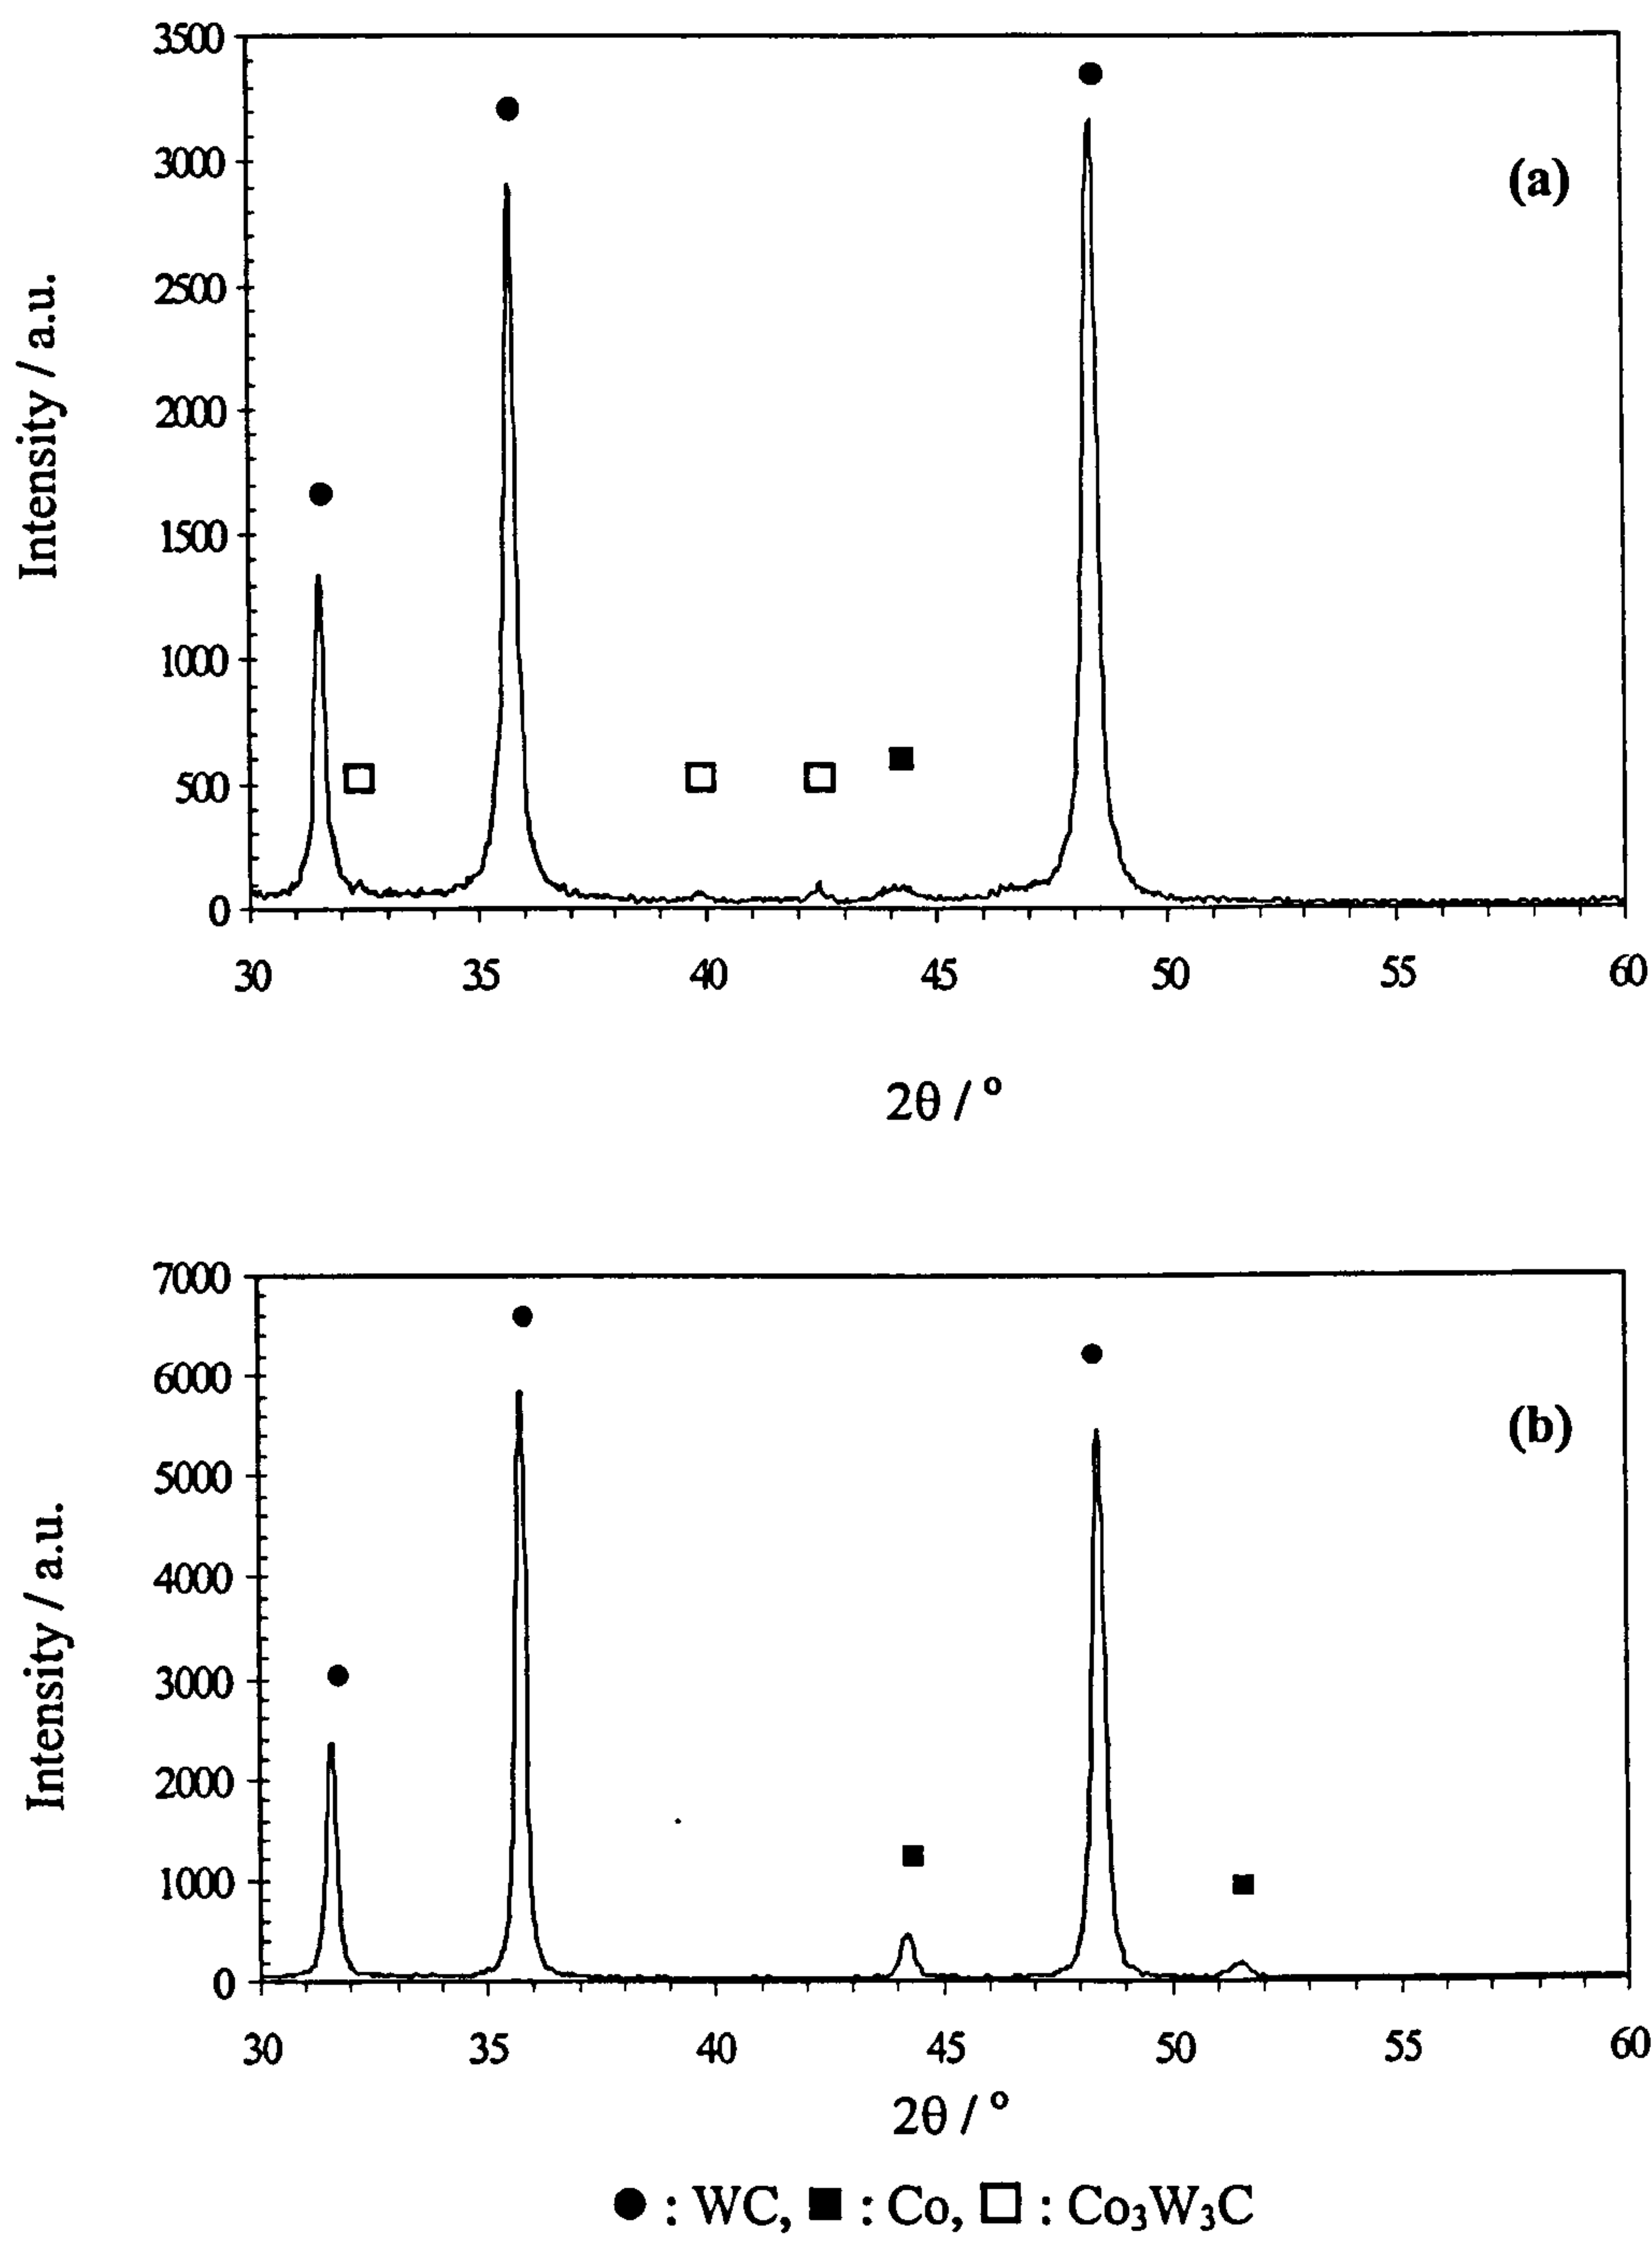 3500
3000
2500
2000
1500
1000
500
0
Intensity / a.u.
(a)
30 35 40 45 50 55 60
2θ / º
7000
6000
5000
4000
3000
2000
1000
0
Intensity / a.u.
(b)
30 35 40 45 50 55 60
2θ / º
● : WC, ■ : Co, □ : Co₃W₃C